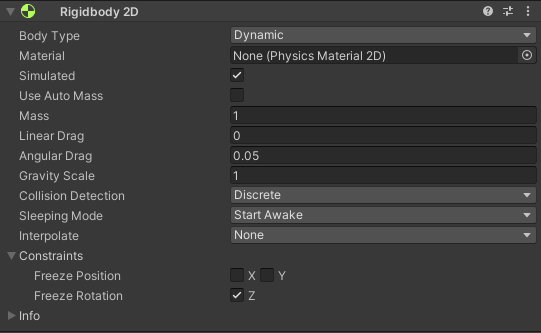 Rigidbody 2D
Body Type Dynamic
Material None (Physics Material 2D)
Simulated
Use Auto Mass
Mass 1
Linear Drag 0
Angular Drag 0.05
Gravity Scale 1
Collision Detection Discrete
Sleeping Mode Start Awake
Interpolate None
Constraints
Freeze Position X Y
Freeze Rotation Z
Info